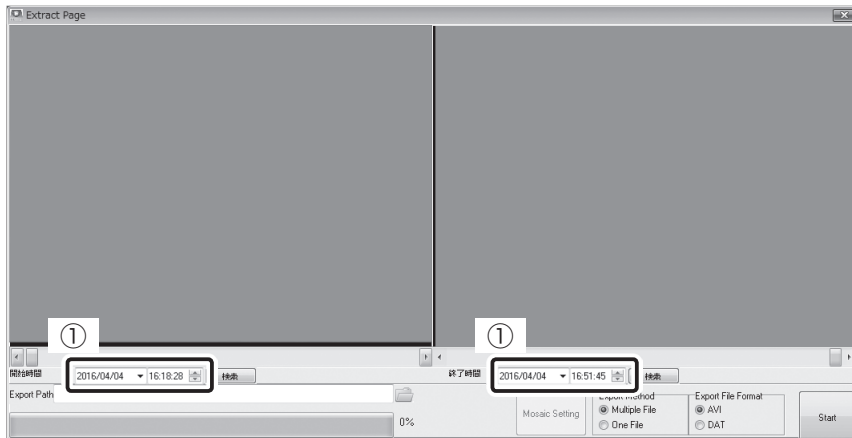 Extract Page
①
①
開始時間 2016/04/04 16:18:28 検索
終了時間 2016/04/04 16:51:45 検索
Export Path
0%
Mosaic Setting
Export Method
Multiple File
One File
Export File Format
AVI
DAT
Start